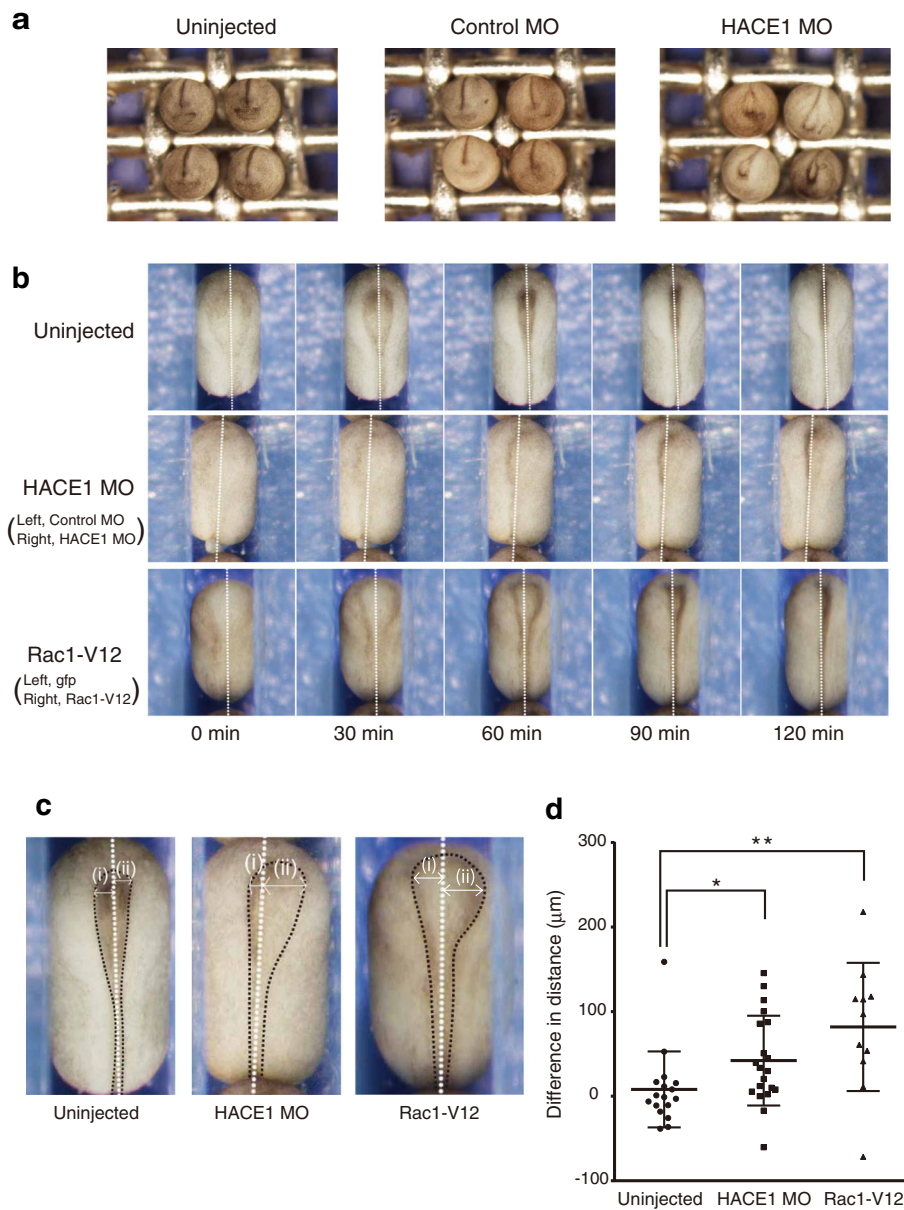 a
Uninjected Control MO HACE1 MO
b
Uninjected
HACE1 MO
(Left, Control MO
Right, HACE1 MO)
Rac1-V12
(Left, gfp
Right, Rac1-V12)
0 min 30 min 60 min 90 min 120 min
c
(i) (ii) (i) (ii) (i) (ii)
Uninjected HACE1 MO Rac1-V12
d
Difference in distance (μm)
300
200
100
0
-100
**
*
Uninjected HACE1 MO Rac1-V12